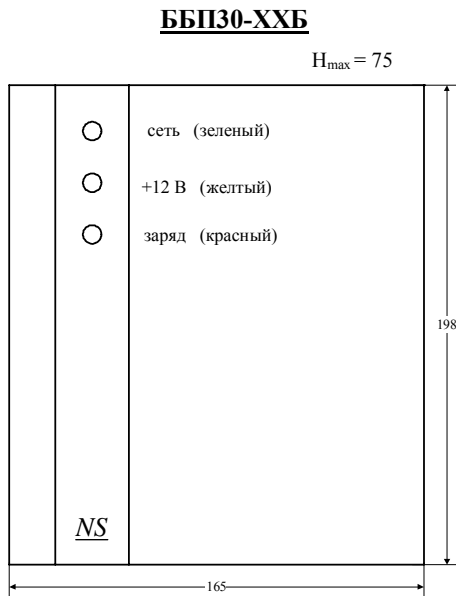 ББП30-ХХБ
Hmax = 75
сеть (зеленый)
+12 В (желтый)
заряд (красный)
198
NS
165